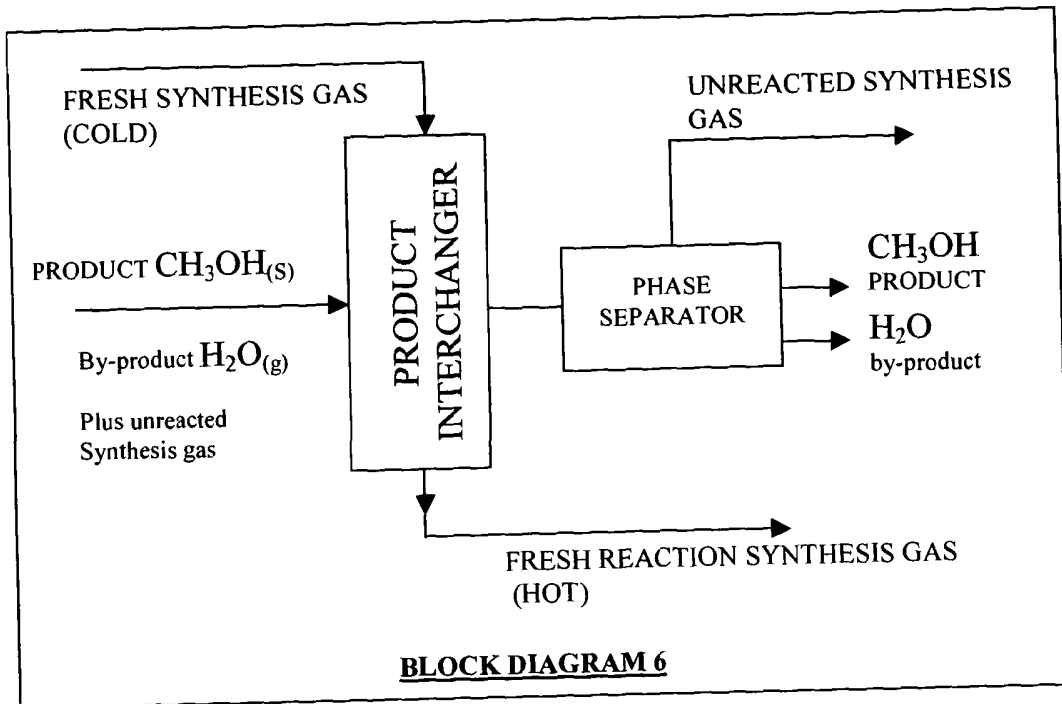 FRESH SYNTHESIS GAS
(COLD)
UNREACTED SYNTHESIS
GAS
PRODUCT
INTERCHANGER
PRODUCT CH₃OH(S)
By-product H₂O(g)
Plus unreacted
Synthesis gas
PHASE
SEPARATOR
CH₃OH
PRODUCT
H₂O
by-product
FRESH REACTION SYNTHESIS GAS
(HOT)
BLOCK DIAGRAM 6